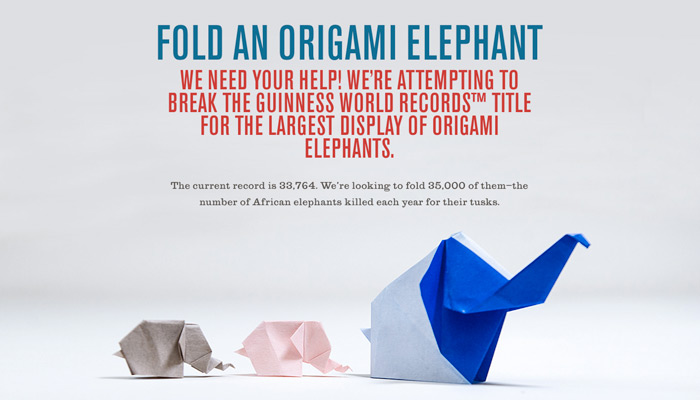 FOLD AN ORIGAMI ELEPHANT
WE NEED YOUR HELP! WE'RE ATTEMPTING TO
BREAK THE GUINNESS WORLD RECORDS™ TITLE
FOR THE LARGEST DISPLAY OF ORIGAMI
ELEPHANTS.
The current record is 33,764. We're looking to fold 35,000 of them–the
number of African elephants killed each year for their tusks.